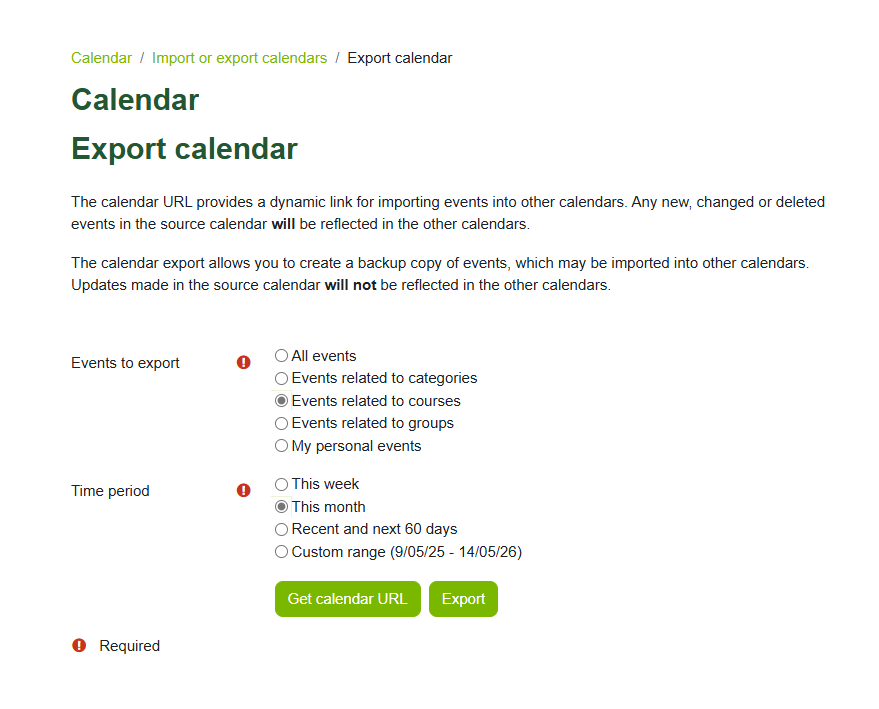 Calendar / Import or export calendars / Export calendar
Calendar
Export calendar
The calendar URL provides a dynamic link for importing events into other calendars. Any new, changed or deleted
events in the source calendar will be reflected in the other calendars.
The calendar export allows you to create a backup copy of events, which may be imported into other calendars.
Updates made in the source calendar will not be reflected in the other calendars.
Events to export
All events
Events related to categories
Events related to courses
Events related to groups
My personal events
Time period
This week
This month
Recent and next 60 days
Custom range (9/05/25 - 14/05/26)
Get calendar URL Export
Required